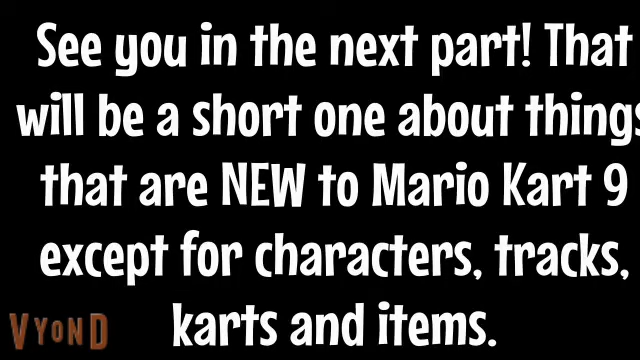 See you in the next part! That
will be a short one about things
that are NEW to Mario Kart 9
except for characters, tracks,
karts and items.
VYOND